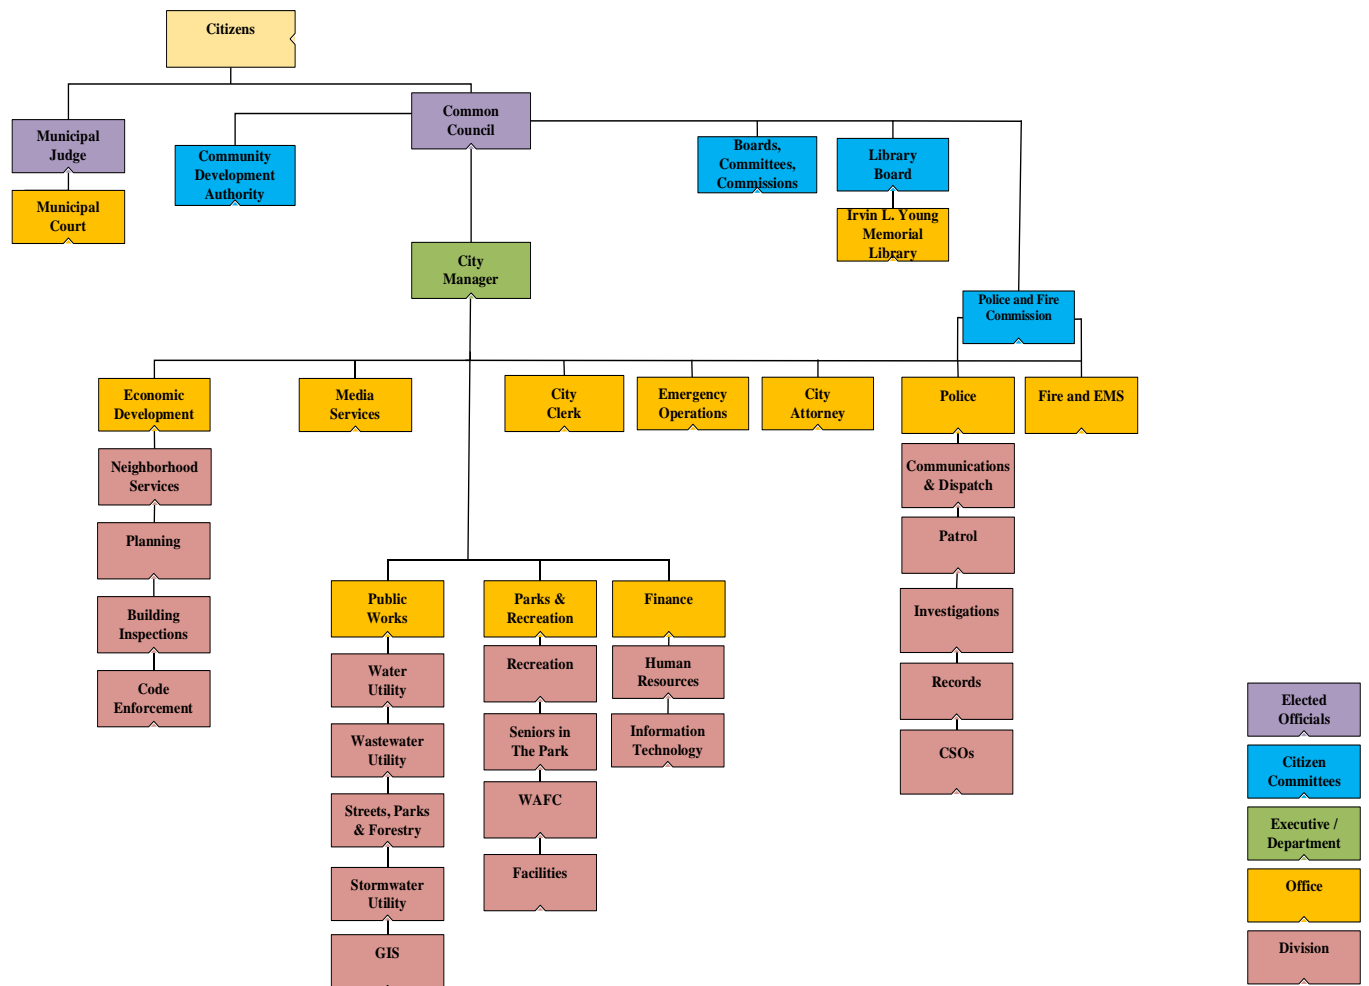 Citizens
Common
Council
Municipal
Judge
Community
Development
Authority
Boards,
Committees,
Commissions
Library
Board
Municipal
Court
Irvin L. Young
Memorial
Library
City
Manager
Police and Fire
Commission
Economic
Development
Media
Services
City
Clerk
Emergency
Operations
City
Attorney
Police
Fire and EMS
Neighborhood
Services
Planning
Building
Inspections
Code
Enforcement
Communications
& Dispatch
Patrol
Investigations
Records
CSOs
Public
Works
Water
Utility
Wastewater
Utility
Streets, Parks
& Forestry
Stormwater
Utility
GIS
Parks &
Recreation
Recreation
Seniors in
The Park
WAFC
Facilities
Finance
Human
Resources
Information
Technology
Elected
Officials
Citizen
Committees
Executive /
Department
Office
Division